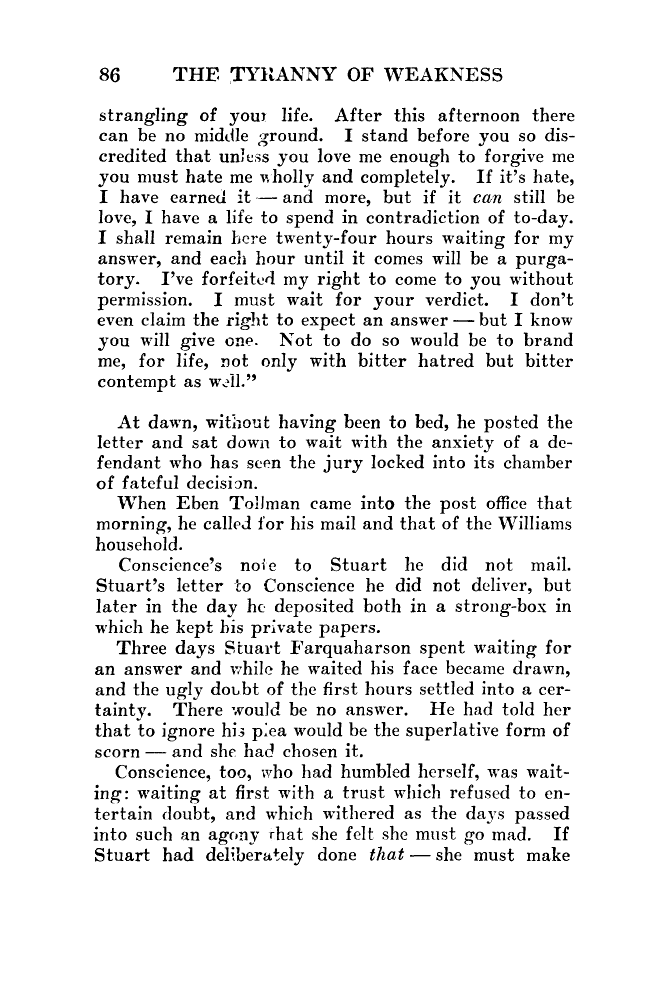 86 THE TYRANNY OF WEAKNESS
strangling of your life. After this afternoon there
can be no middle ground. I stand before you so dis-
credited that unless you love me enough to forgive me
you must hate me wholly and completely. If it's hate,
I have earned it — and more, but if it can still be
love, I have a life to spend in contradiction of to-day.
I shall remain here twenty-four hours waiting for my
answer, and each hour until it comes will be a purga-
tory. I've forfeited my right to come to you without
permission. I must wait for your verdict. I don't
even claim the right to expect an answer — but I know
you will give one. Not to do so would be to brand
me, for life, not only with bitter hatred but bitter
contempt as well."
At dawn, without having been to bed, he posted the
letter and sat down to wait with the anxiety of a de-
fendant who has seen the jury locked into its chamber
of fateful decision.
When Eben Tollman came into the post office that
morning, he called for his mail and that of the Williams
household.
Conscience's note to Stuart he did not mail.
Stuart's letter to Conscience he did not deliver, but
later in the day he deposited both in a strong-box in
which he kept his private papers.
Three days Stuart Farquaharson spent waiting for
an answer and while he waited his face became drawn,
and the ugly doubt of the first hours settled into a cer-
tainty. There would be no answer. He had told her
that to ignore his plea would be the superlative form of
scorn — and she had chosen it.
Conscience, too, who had humbled herself, was wait-
ing: waiting at first with a trust which refused to en-
tertain doubt, and which withered as the days passed
into such an agony that she felt she must go mad. If
Stuart had deliberately done that — she must make